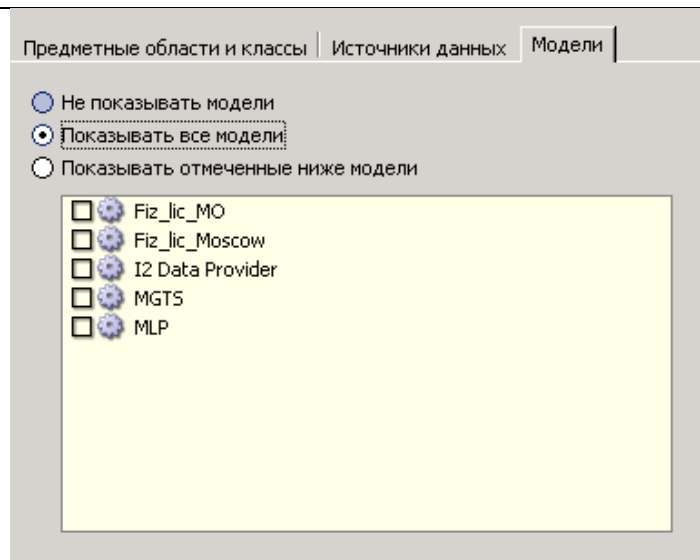 Предметные области и классы Источники данных Модели
Не показывать модели
Показывать все модели
Показывать отмеченные ниже модели
Fiz_lic_MO
Fiz_lic_Moscow
I2 Data Provider
MGTS
MLP